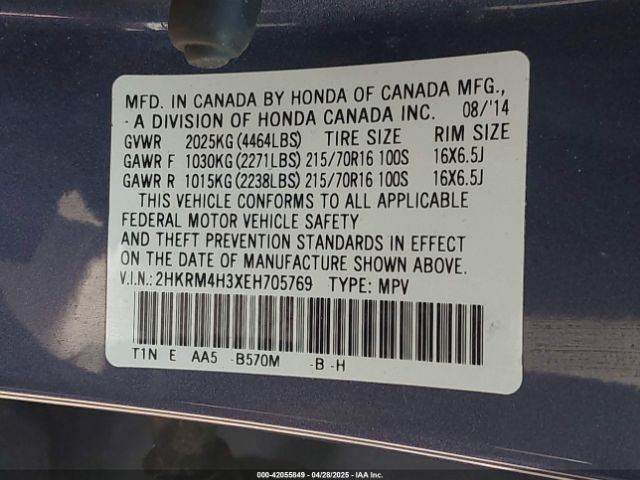 MFD. IN CANADA BY HONDA OF CANADA MFG.,
- A DIVISION OF HONDA CANADA INC. 08/'14
GVWR 2025KG(4464LBS) TIRE SIZE RIM SIZE
GAWR F 1030KG(2271LBS) 215/70R16 100S 16X6.5J
GAWR R 1015KG(2238LBS) 215/70R16 100S 16X6.5J
THIS VEHICLE CONFORMS TO ALL APPLICABLE
FEDERAL MOTOR VEHICLE SAFETY
AND THEFT PREVENTION STANDARDS IN EFFECT
ON THE DATE OF MANUFACTURE SHOWN ABOVE.
V.I.N.: 2HKRM4H3XEH705769 TYPE: MPV
T1N E AA5 -B570M -B -H
000-42055849 04/28/2025 IAA Inc.